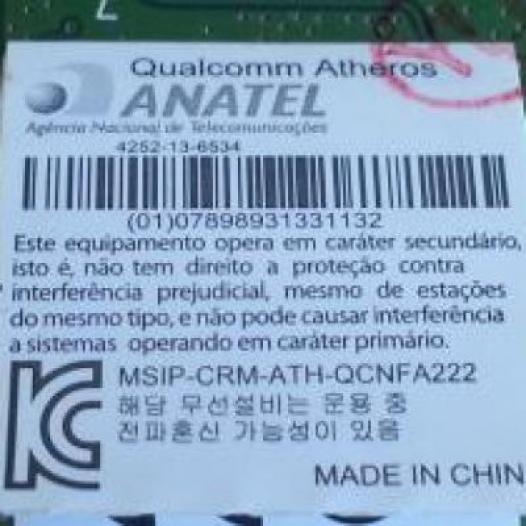 Qualcomm Atheros
ANATEL
Agência Nacional de Telecomunicações
4252-13-6534
(01)07898931331132
Este equipamento opera em caráter secundário,
isto é, não tem direito a proteção contra
interferência prejudicial, mesmo de estações
do mesmo tipo, e não pode causar interferência
a sistemas operando em caráter primário.
MSIP-CRM-ATH-QCNFA222
해당 무선설비는 운용 중
전파혼신 가능성이 있음
MADE IN CHIN